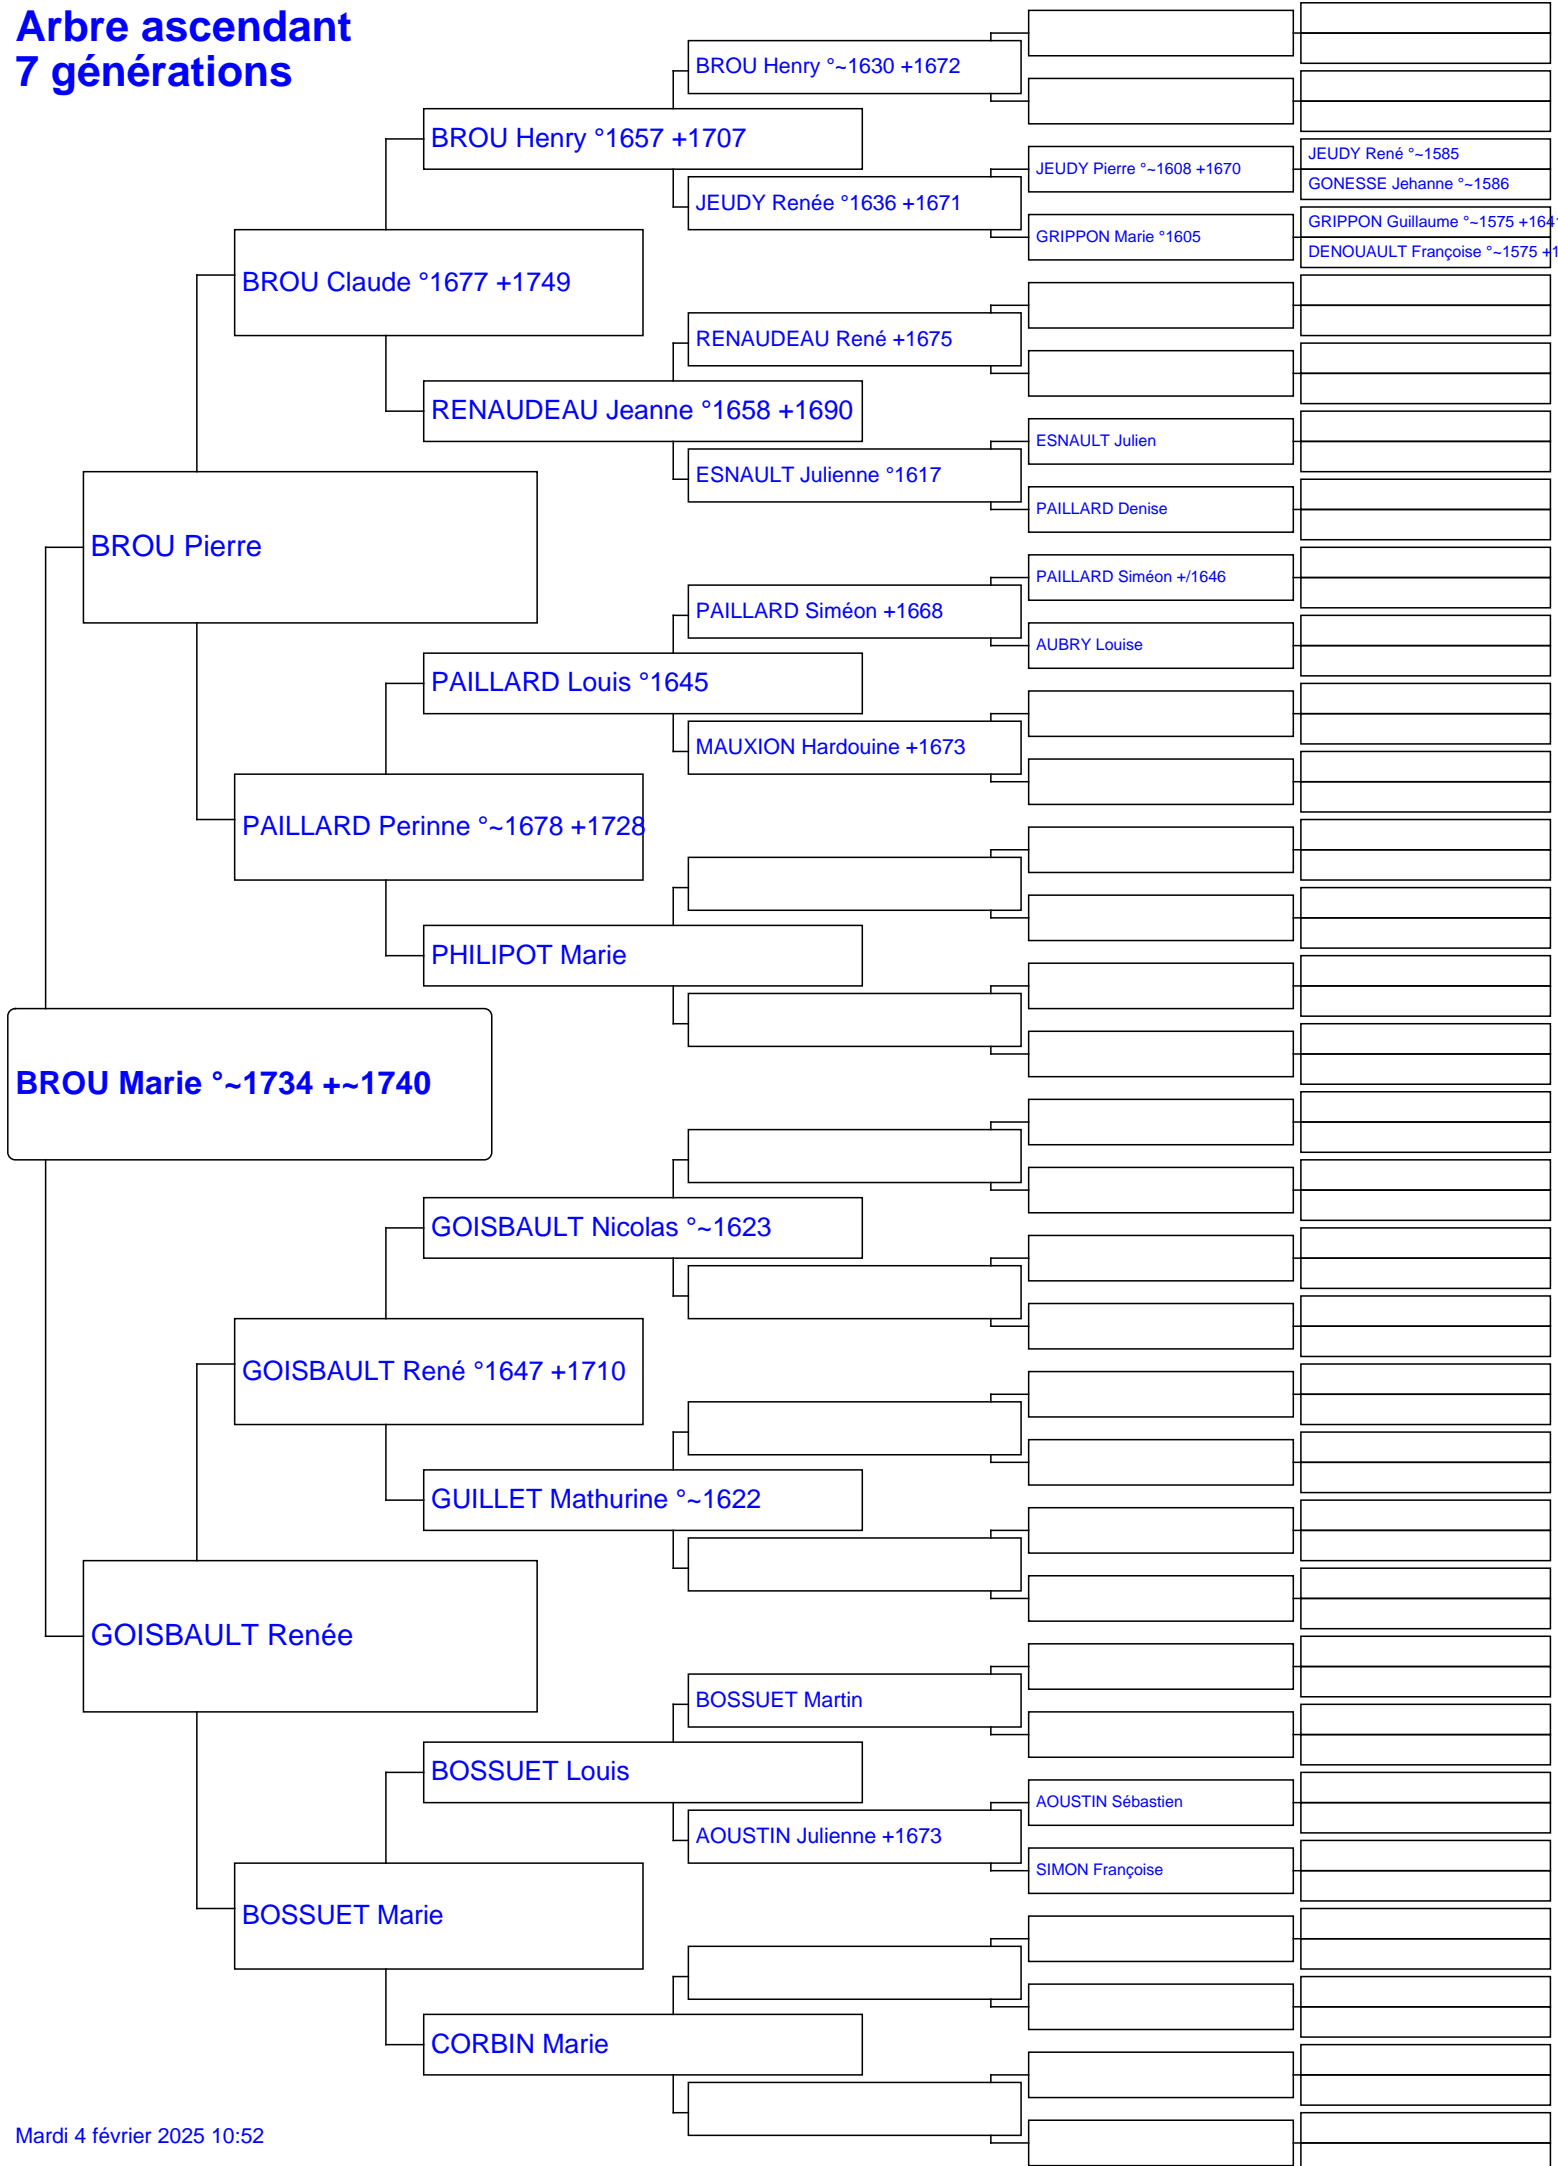 Arbre ascendant
7 générations
BROU Henry °~1630 +1672
BROU Henry °1657 +1707
JEUDY René °~1585
JEUDY Pierre °~1608 +1670
GONESSE Jehanne °~1586
JEUDY Renée °1636 +1671
GRIPPON Guillaume °~1575 +1641
GRIPPON Marie °1605
DENOUAULT Françoise °~1575 +1
BROU Claude °1677 +1749
RENAUDEAU René +1675
RENAUDEAU Jeanne °1658 +1690
ESNAULT Julien
ESNAULT Julienne °1617
PAILLARD Denise
BROU Pierre
PAILLARD Siméon +/1646
PAILLARD Siméon +1668
AUBRY Louise
PAILLARD Louis °1645
MAUXION Hardouine +1673
PAILLARD Perinne °~1678 +1728
PHILIPOT Marie
BROU Marie °~1734 +~1740
GOISBAULT Nicolas °~1623
GOISBAULT René °1647 +1710
GUILLET Mathurine °~1622
GOISBAULT Renée
BOSSUET Martin
BOSSUET Louis
AOUSTIN Sébastien
AOUSTIN Julienne +1673
SIMON Françoise
BOSSUET Marie
CORBIN Marie
Mardi 4 février 2025 10:52